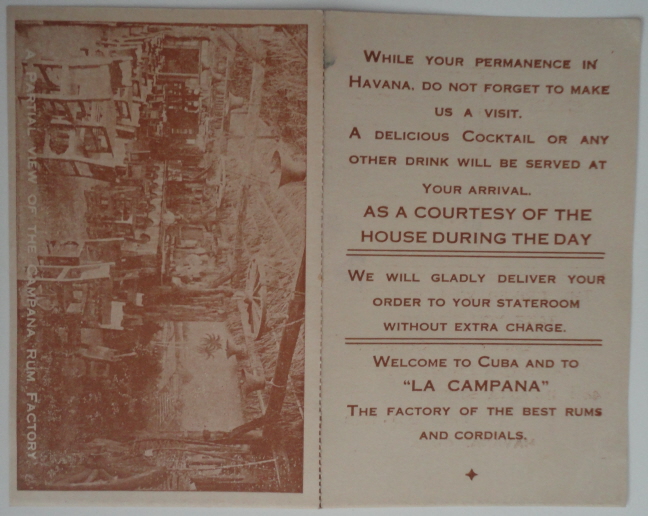 A PARTIAL VIEW OF THE CAMPANA RUM FACTORY
WHILE YOUR PERMANENCE IN
HAVANA. DO NOT FORGET TO MAKE
US A VISIT.
A DELICIOUS COCKTAIL OR ANY
OTHER DRINK WILL BE SERVED AT
YOUR ARRIVAL.
AS A COURTESY OF THE
HOUSE DURING THE DAY
WE WILL GLADLY DELIVER YOUR
ORDER TO YOUR STATEROOM
WITHOUT EXTRA CHARGE.
WELCOME TO CUBA AND TO
"LA CAMPANA"
THE FACTORY OF THE BEST RUMS
AND CORDIALS.